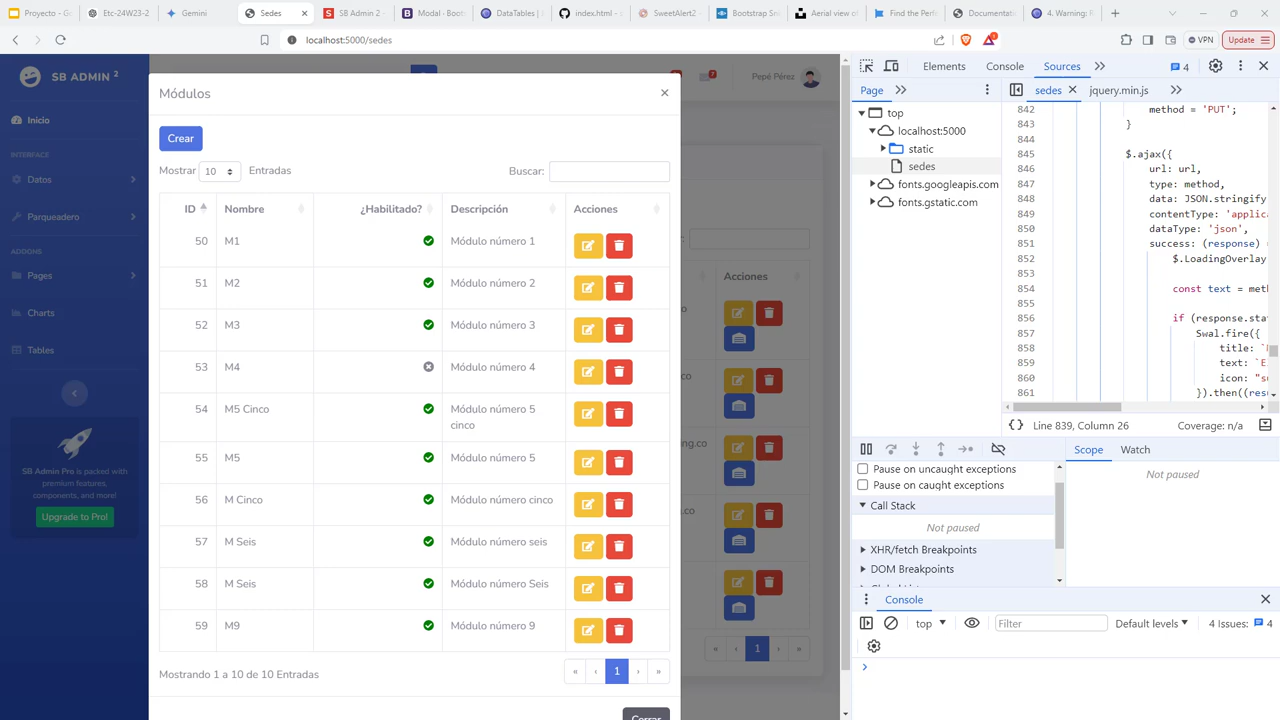 Proyecto - G
Etc-24W23-2
Gemini
Sedes
SB Admin 2 -
Modal · Boots
DataTables | J
index.html -
SweetAlert2 -
Bootstrap Sni
Aerial view of
Find the Perfe
Documentati
4. Warning: R
localhost:5000/sedes
VPN
Update
SB ADMIN 2
Inicio
INTERFACE
Datos
Parqueadero
ADDONS
Pages
Charts
Tables
SB Admin Pro is packed with
premium features,
components, and more!
Upgrade to Pro!
Pepé Pérez
Módulos
×
Crear
Mostrar 10 Entradas Buscar:
ID Nombre ¿Habilitado? Descripción Acciones
50 M1 Módulo número 1
51 M2 Módulo número 2
52 M3 Módulo número 3
53 M4 Módulo número 4
54 M5 Cinco Módulo número 5
cinco
55 M5 Módulo número 5
56 M Cinco Módulo número cinco
57 M Seis Módulo número seis
58 M Seis Módulo número Seis
59 M9 Módulo número 9
Mostrando 1 a 10 de 10 Entradas
« ‹ 1 › »
Cerrar
Acciones
co
ng.co
.co
« ‹ 1 › »
Elements Console Sources 4
Page
sedes
jquery.min.js
top
localhost:5000
static
sedes
fonts.googleapis.com
fonts.gstatic.com
842 method = 'PUT';
843 }
844
845 $.ajax({
846 url: url,
847 type: method,
848 data: JSON.stringify
849 contentType: 'applica
850 dataType: 'json',
851 success: (response)
852 $.LoadingOverlay
853
854 const text = meth
855
856 if (response.stat
857 Swal.fire({
858 title: `
859 text: `E
860 icon: "su
861 }).then((resu
{} Line 839, Column 26 Coverage: n/a
Pause on uncaught exceptions
Pause on caught exceptions
Call Stack
Not paused
XHR/fetch Breakpoints
DOM Breakpoints
Scope Watch
Not paused
Console
top Filter Default levels 4 Issues: 4